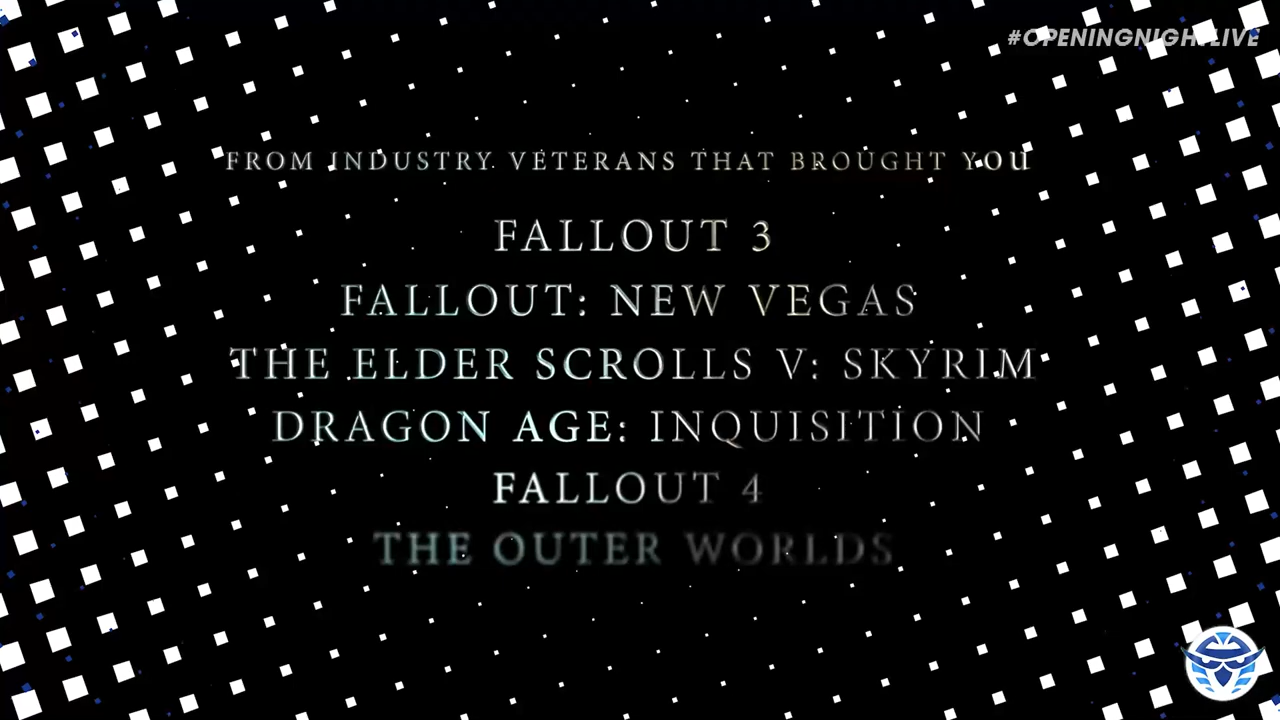 #OPENINGNIGHTLIVE
FROM INDUSTRY VETERANS THAT BROUGHT YOU
FALLOUT 3
FALLOUT: NEW VEGAS
THE ELDER SCROLLS V: SKYRIM
DRAGON AGE: INQUISITION
FALLOUT 4
THE OUTER WORLDS